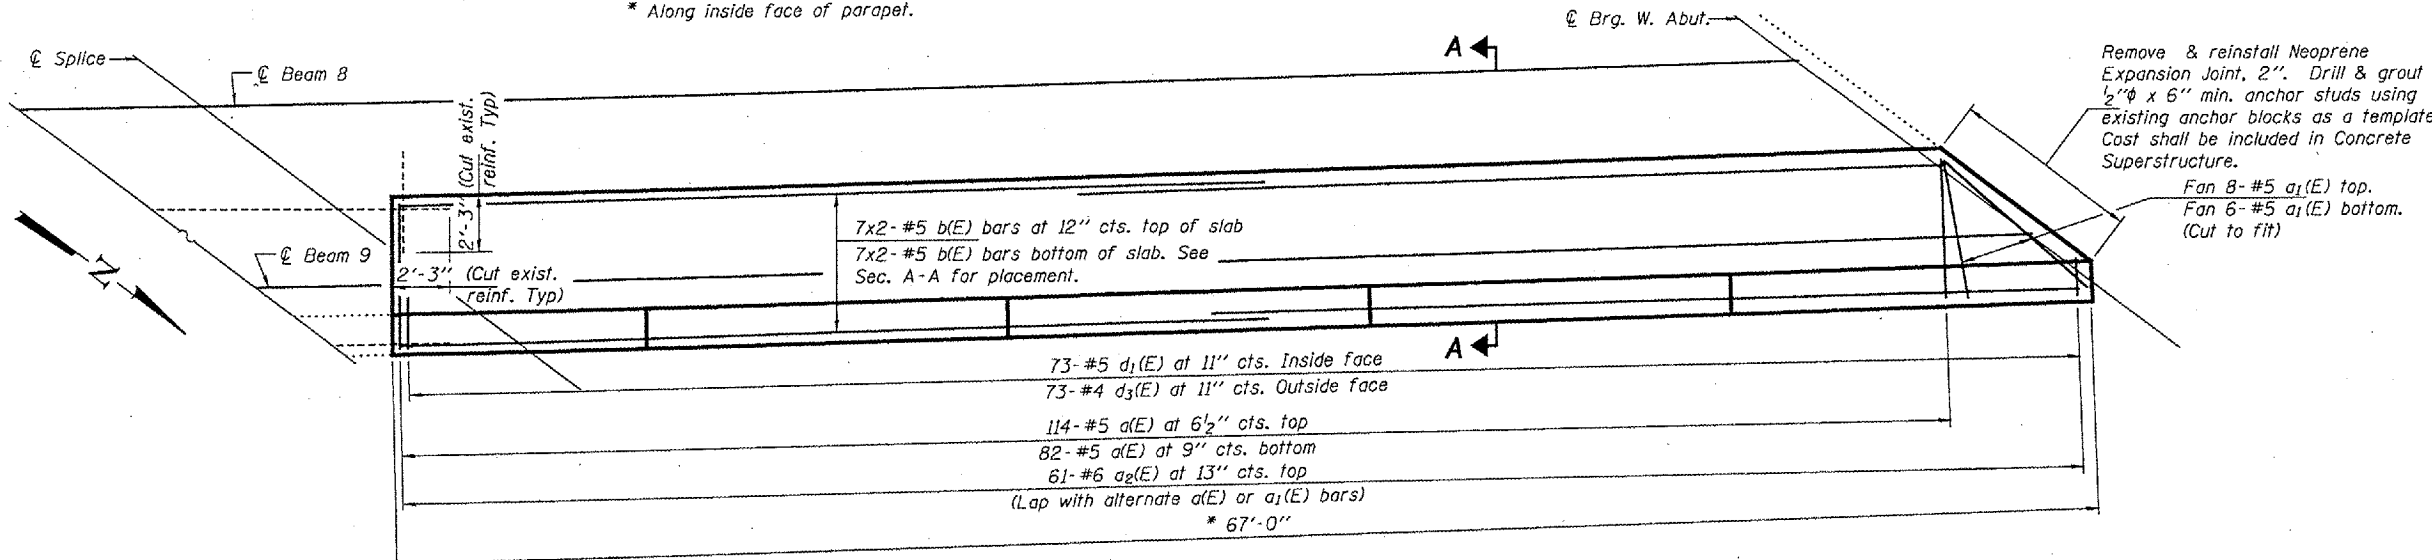 * Along inside face of parapet.
℄ Brg. W. Abut.
℄ Splice
℄ Beam 8
A
Remove & reinstall Neoprene
Expansion Joint, 2". Drill & grout
1/2"ϕ x 6" min. anchor studs using
existing anchor blocks as a template
Cost shall be included in Concrete
Superstructure.
2'-3" (Cut exist.
reinf. Typ)
Fan 8-#5 a1(E) top.
Fan 6-#5 a1(E) bottom.
(Cut to fit)
7x2-#5 b(E) bars at 12" cts. top of slab
7x2-#5 b(E) bars bottom of slab. See
Sec. A-A for placement.
℄ Beam 9
2'-3" (Cut exist.
reinf. Typ)
N
A
73-#5 d1(E) at 11" cts. Inside face
73-#4 d3(E) at 11" cts. Outside face
114-#5 a(E) at 6 1/2" cts. top
82-#5 a(E) at 9" cts. bottom
61-#6 a2(E) at 13" cts. top
(Lap with alternate a(E) or a1(E) bars)
* 67'-0"